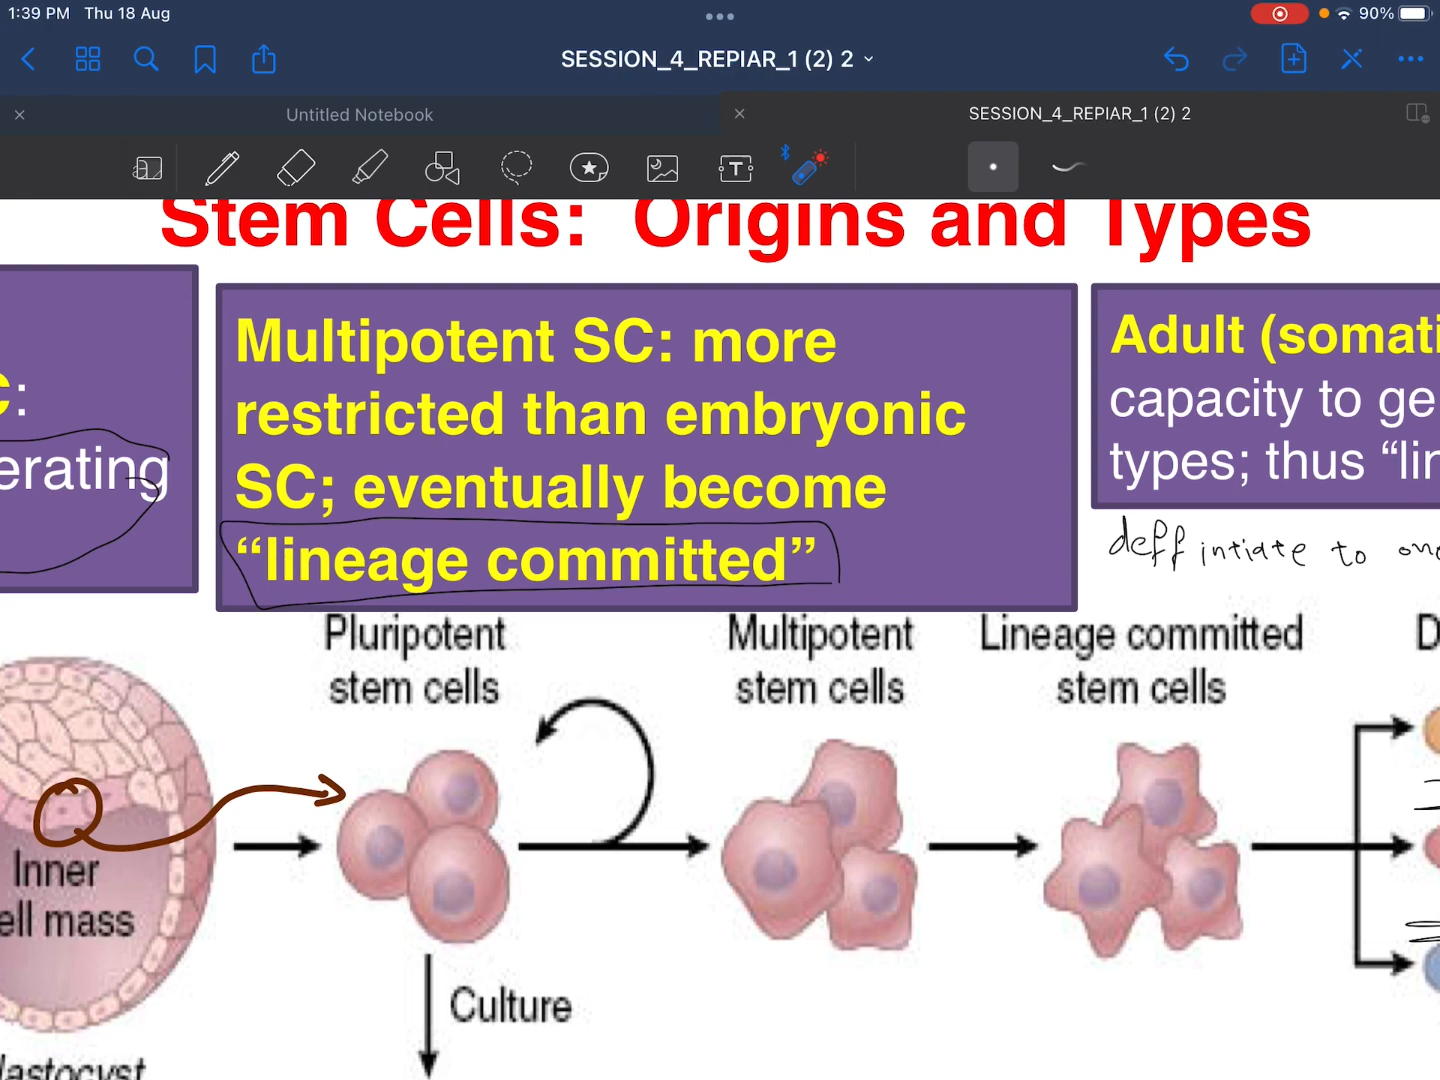 1:39 PM Thu 18 Aug
90%
SESSION_4_REPIAR_1 (2) 2
Untitled Notebook
SESSION_4_REPIAR_1 (2) 2
Stem Cells: Origins and Types
C:
erating
Multipotent SC: more
restricted than embryonic
SC; eventually become
“lineage committed”
Adult (somati
capacity to ge
types; thus “lin
deffintiate to one
Pluripotent
stem cells
Multipotent
stem cells
Lineage committed
stem cells
D
Inner
ell mass
Culture
lastocyst